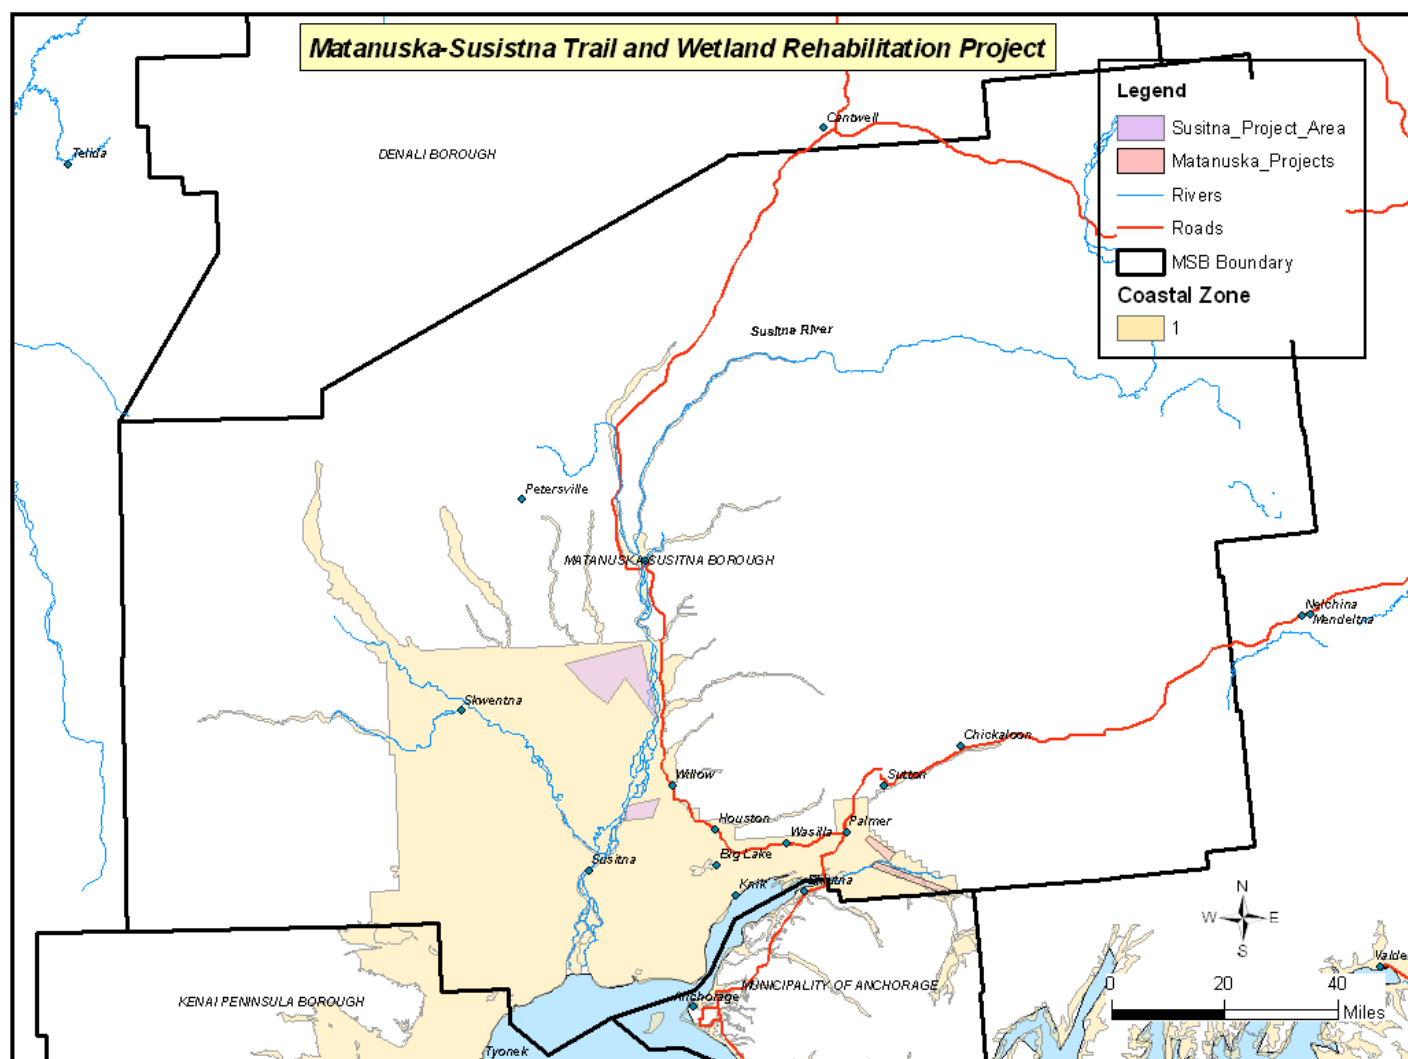 Matanuska-Susistna Trail and Wetland Rehabilitation Project
Legend
Susitna_Project_Area
Matanuska_Projects
Rivers
Roads
MSB Boundary
Coastal Zone
1
Cantwell
Telida
DENALI BOROUGH
Susitna River
Petersville
MATANUSKA-SUSITNA BOROUGH
Nelchina
Mendeltna
Skwentna
Chickaloon
Willow
Sutton
Houston
Palmer
Wasilla
Big Lake
Susitna
Knik
Eklutna
N
W
E
S
KENAI PENINSULA BOROUGH
MUNICIPALITY OF ANCHORAGE
Anchorage
Valde
0
20
40
Miles
Tyonek